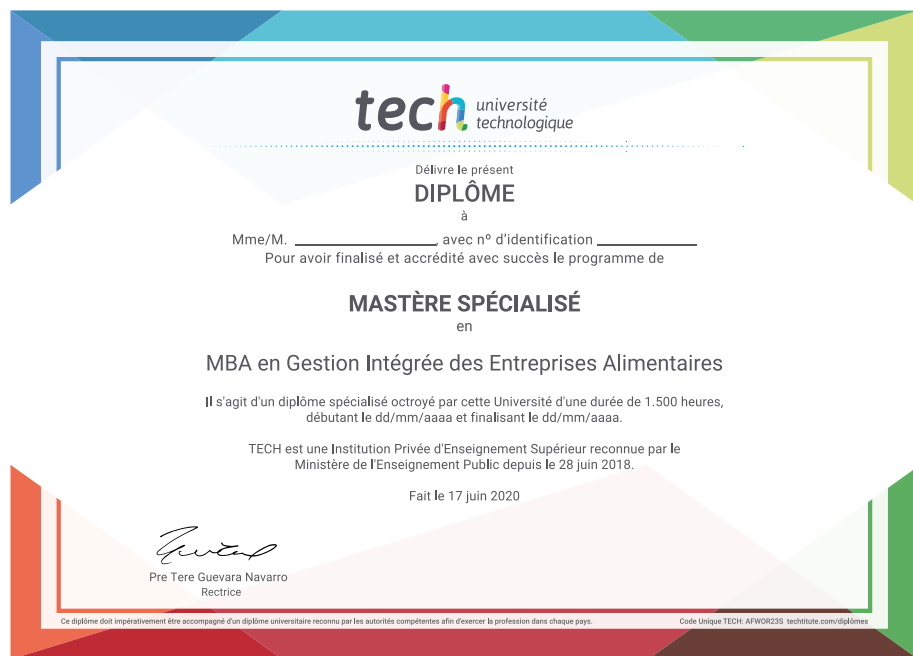 tech université
technologique
Délivre le présent
DIPLÔME
à
Mme/M. , avec nº d'identification
Pour avoir finalisé et accrédité avec succès le programme de
MASTÈRE SPÉCIALISÉ
en
MBA en Gestion Intégrée des Entreprises Alimentaires
Il s'agit d'un diplôme spécialisé octroyé par cette Université d'une durée de 1.500 heures,
débutant le dd/mm/aaaa et finalisant le dd/mm/aaaa.
TECH est une Institution Privée d'Enseignement Supérieur reconnue par le
Ministère de l'Enseignement Public depuis le 28 juin 2018.
Fait le 17 juin 2020
Pre Tere Guevara Navarro
Rectrice
Ce diplôme doit impérativement être accompagné d'un diplôme universitaire reconnu par les autorités compétentes afin d'exercer la profession dans chaque pays.
Code Unique TECH: AFWOR23S techtitute.com/diplômes